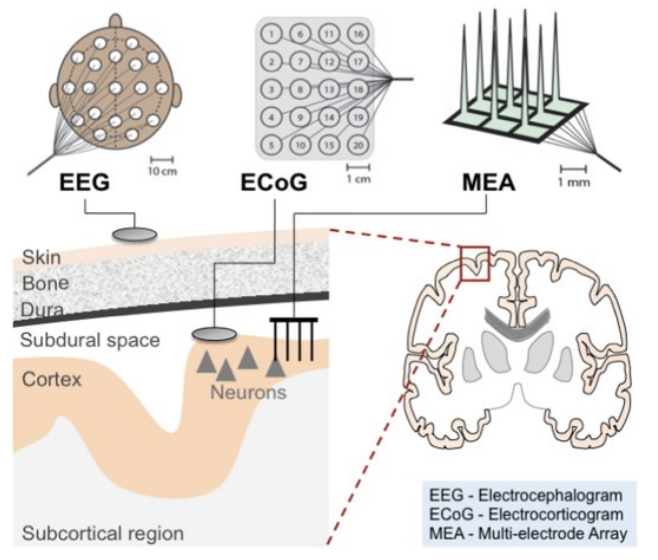 1 6 11 16
2 7 12 17
3 8 13 18
4 9 14 19
5 10 15 20
10 cm
1 cm
1 mm
EEG
ECoG
MEA
Skin
Bone
Dura
Subdural space
Cortex
Neurons
Subcortical region
EEG - Electrocephalogram
ECoG - Electrocorticogram
MEA - Multi-electrode Array